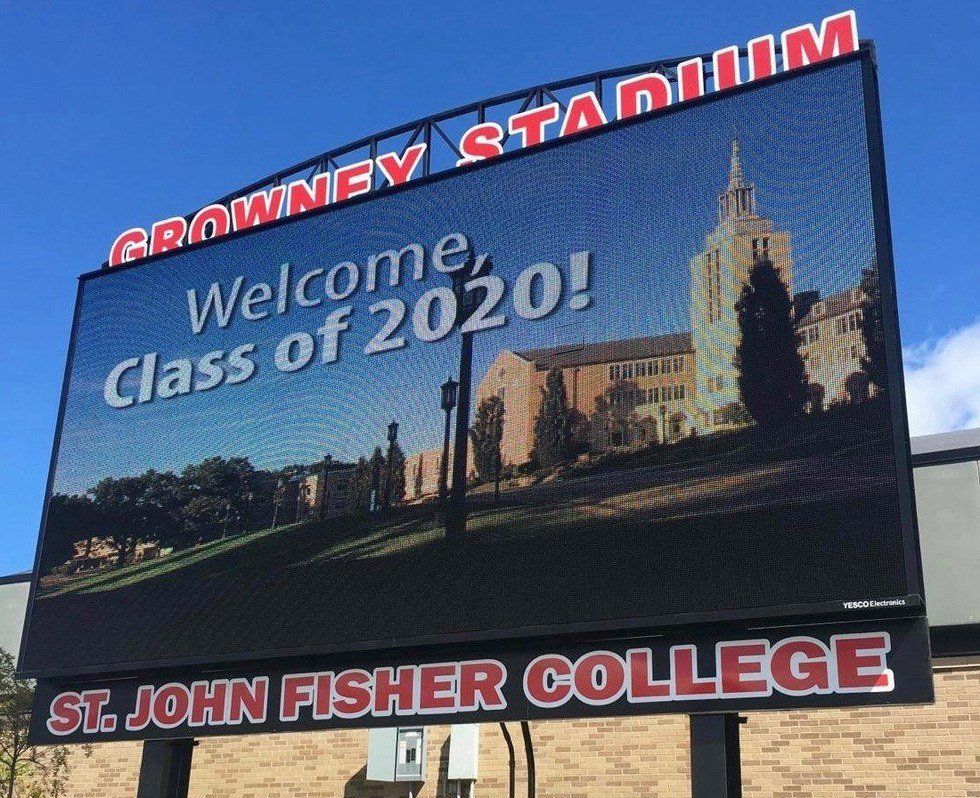 GROWNEY STADIUM
Welcome,
Class of 2020!
YESCO Electronics
ST. JOHN FISHER COLLEGE